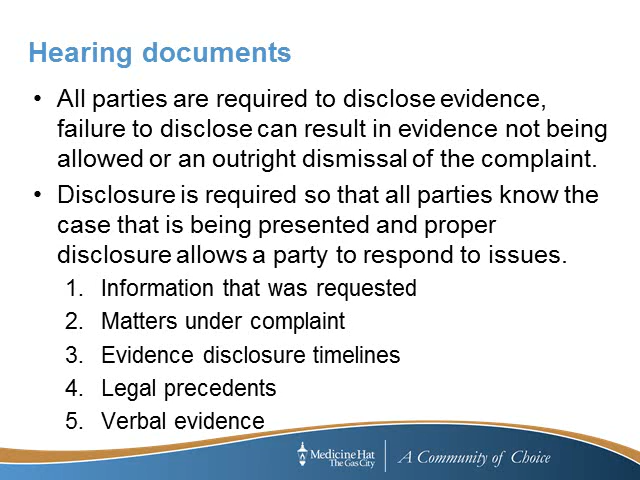 Hearing documents
• All parties are required to disclose evidence,
failure to disclose can result in evidence not being
allowed or an outright dismissal of the complaint.
• Disclosure is required so that all parties know the
case that is being presented and proper
disclosure allows a party to respond to issues.
1. Information that was requested
2. Matters under complaint
3. Evidence disclosure timelines
4. Legal precedents
5. Verbal evidence
Medicine Hat
The Gas City
A Community of Choice